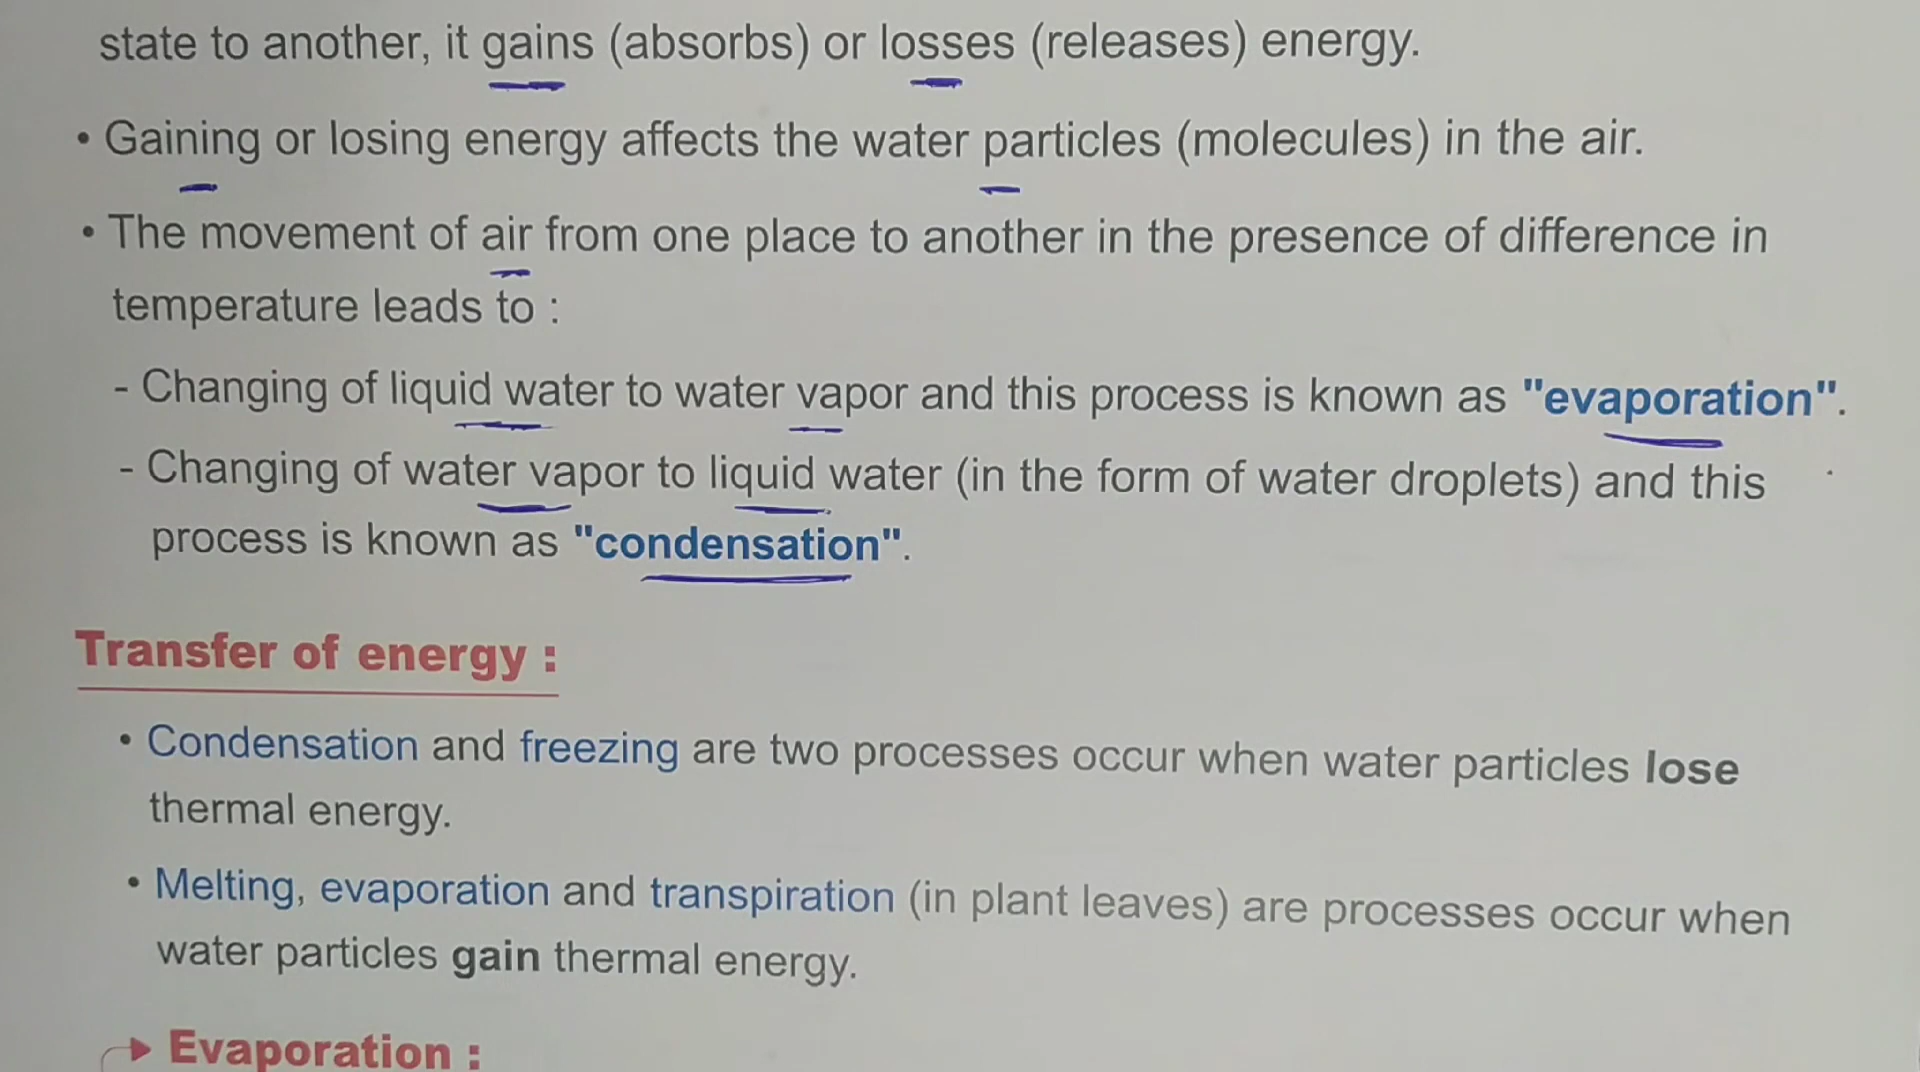 state to another, it gains (absorbs) or losses (releases) energy.
• Gaining or losing energy affects the water particles (molecules) in the air.
• The movement of air from one place to another in the presence of difference in
temperature leads to :
- Changing of liquid water to water vapor and this process is known as "evaporation".
- Changing of water vapor to liquid water (in the form of water droplets) and this
process is known as "condensation".
Transfer of energy :
• Condensation and freezing are two processes occur when water particles lose
thermal energy.
• Melting, evaporation and transpiration (in plant leaves) are processes occur when
water particles gain thermal energy.
Evaporation :